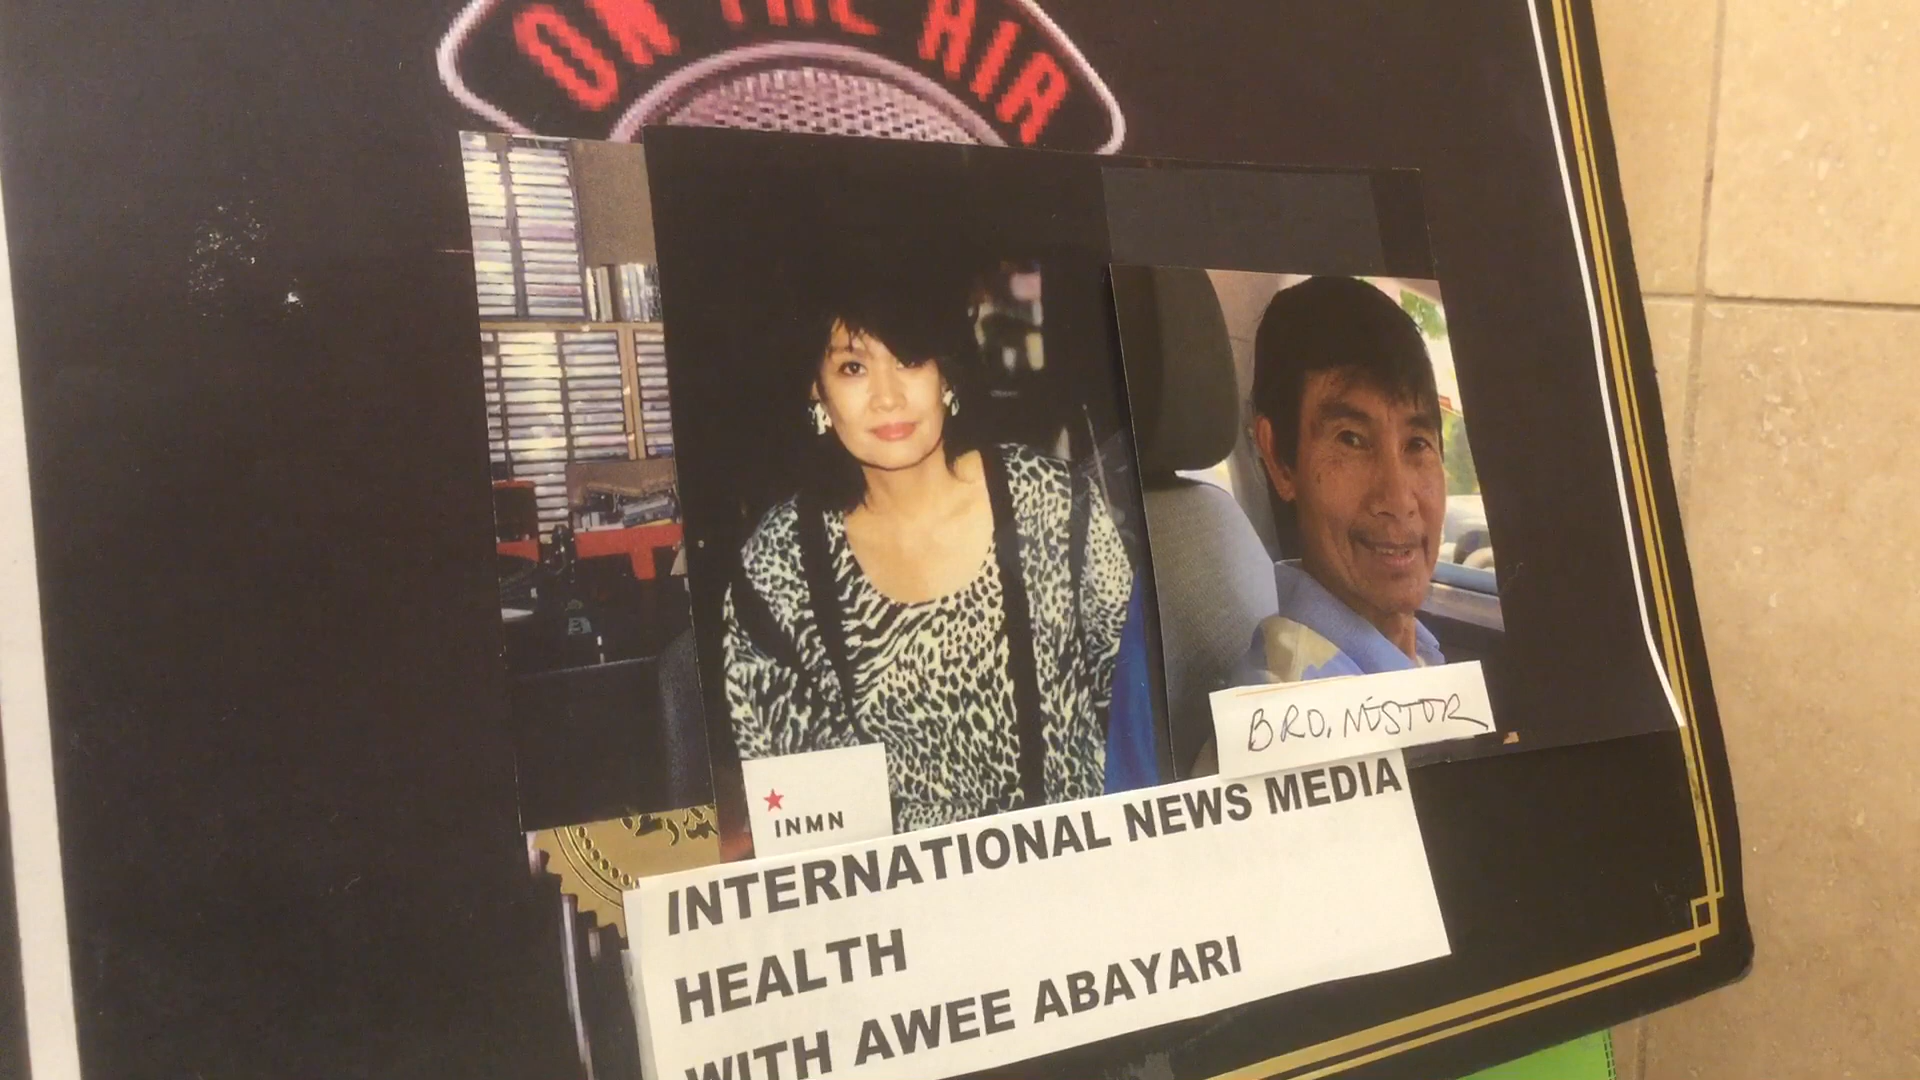 ON THE AIR
BRO. NESTOR
INMN
INTERNATIONAL NEWS MEDIA
HEALTH
WITH AWEE ABAYARI